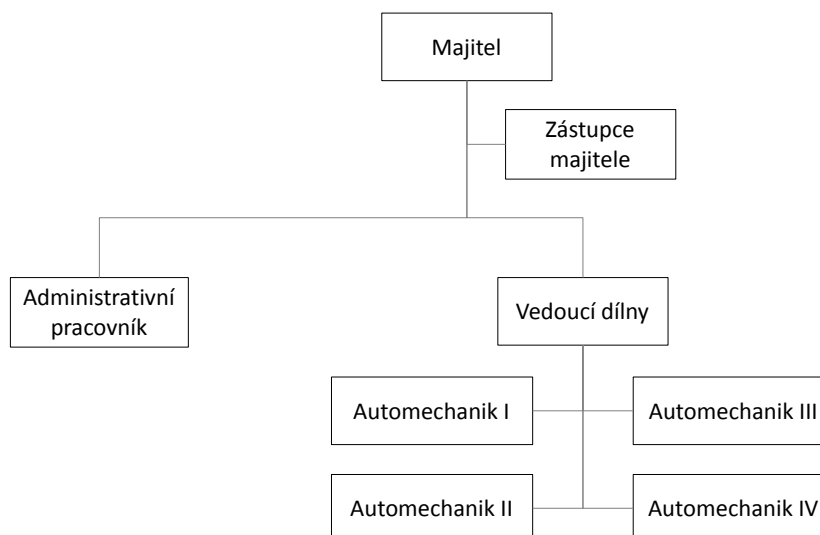 Majitel
Zástupce
majitele
Administrativní
pracovník
Vedoucí dílny
Automechanik I
Automechanik III
Automechanik II
Automechanik IV